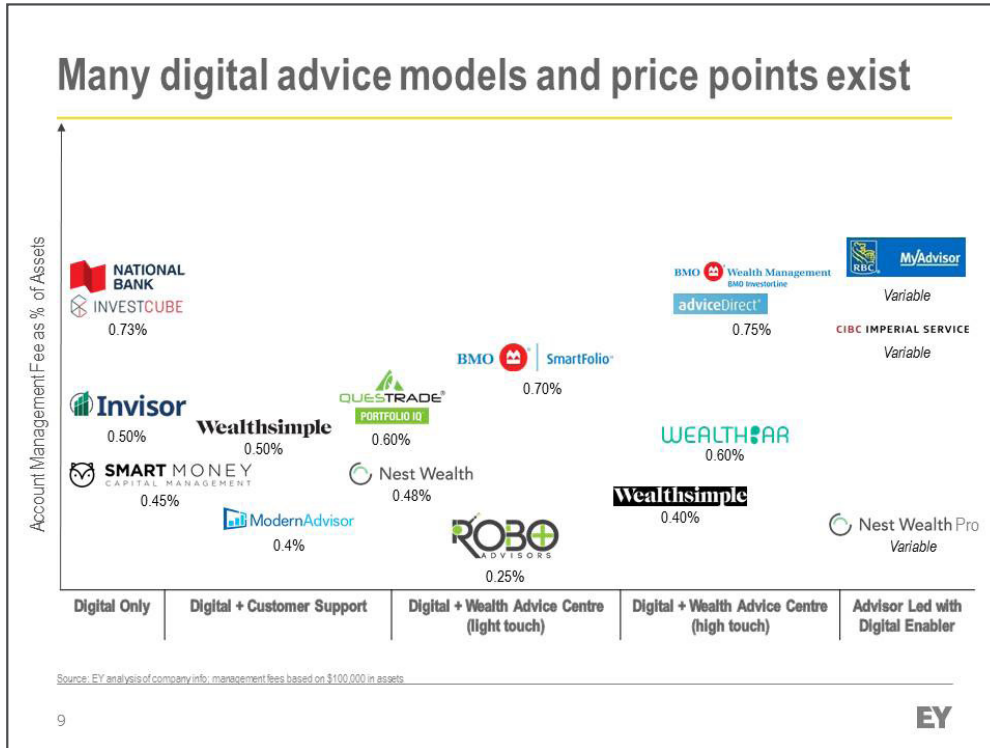 Many digital advice models and price points exist
Account Management Fee as % of Assets
NATIONAL
BANK
INVESTCUBE
0.73%
Invisor
0.50%
SMART MONEY
CAPITAL MANAGEMENT
0.45%
Wealthsimple
0.50%
ModernAdvisor
0.4%
QUESTRADE®
PORTFOLIO IQ
0.60%
Nest Wealth
0.48%
BMO SmartFolio™
0.70%
ROBO
ADVISORS
0.25%
BMO Wealth Management
BMO InvestorLine
adviceDirect®
0.75%
WEALTHBAR
0.60%
Wealthsimple
0.40%
RBC® MyAdvisor
Variable
CIBC IMPERIAL SERVICE
Variable
Nest Wealth Pro
Variable
Digital Only
Digital + Customer Support
Digital + Wealth Advice Centre
(light touch)
Digital + Wealth Advice Centre
(high touch)
Advisor Led with
Digital Enabler
Source: EY analysis of company info; management fees based on $100,000 in assets
9
EY